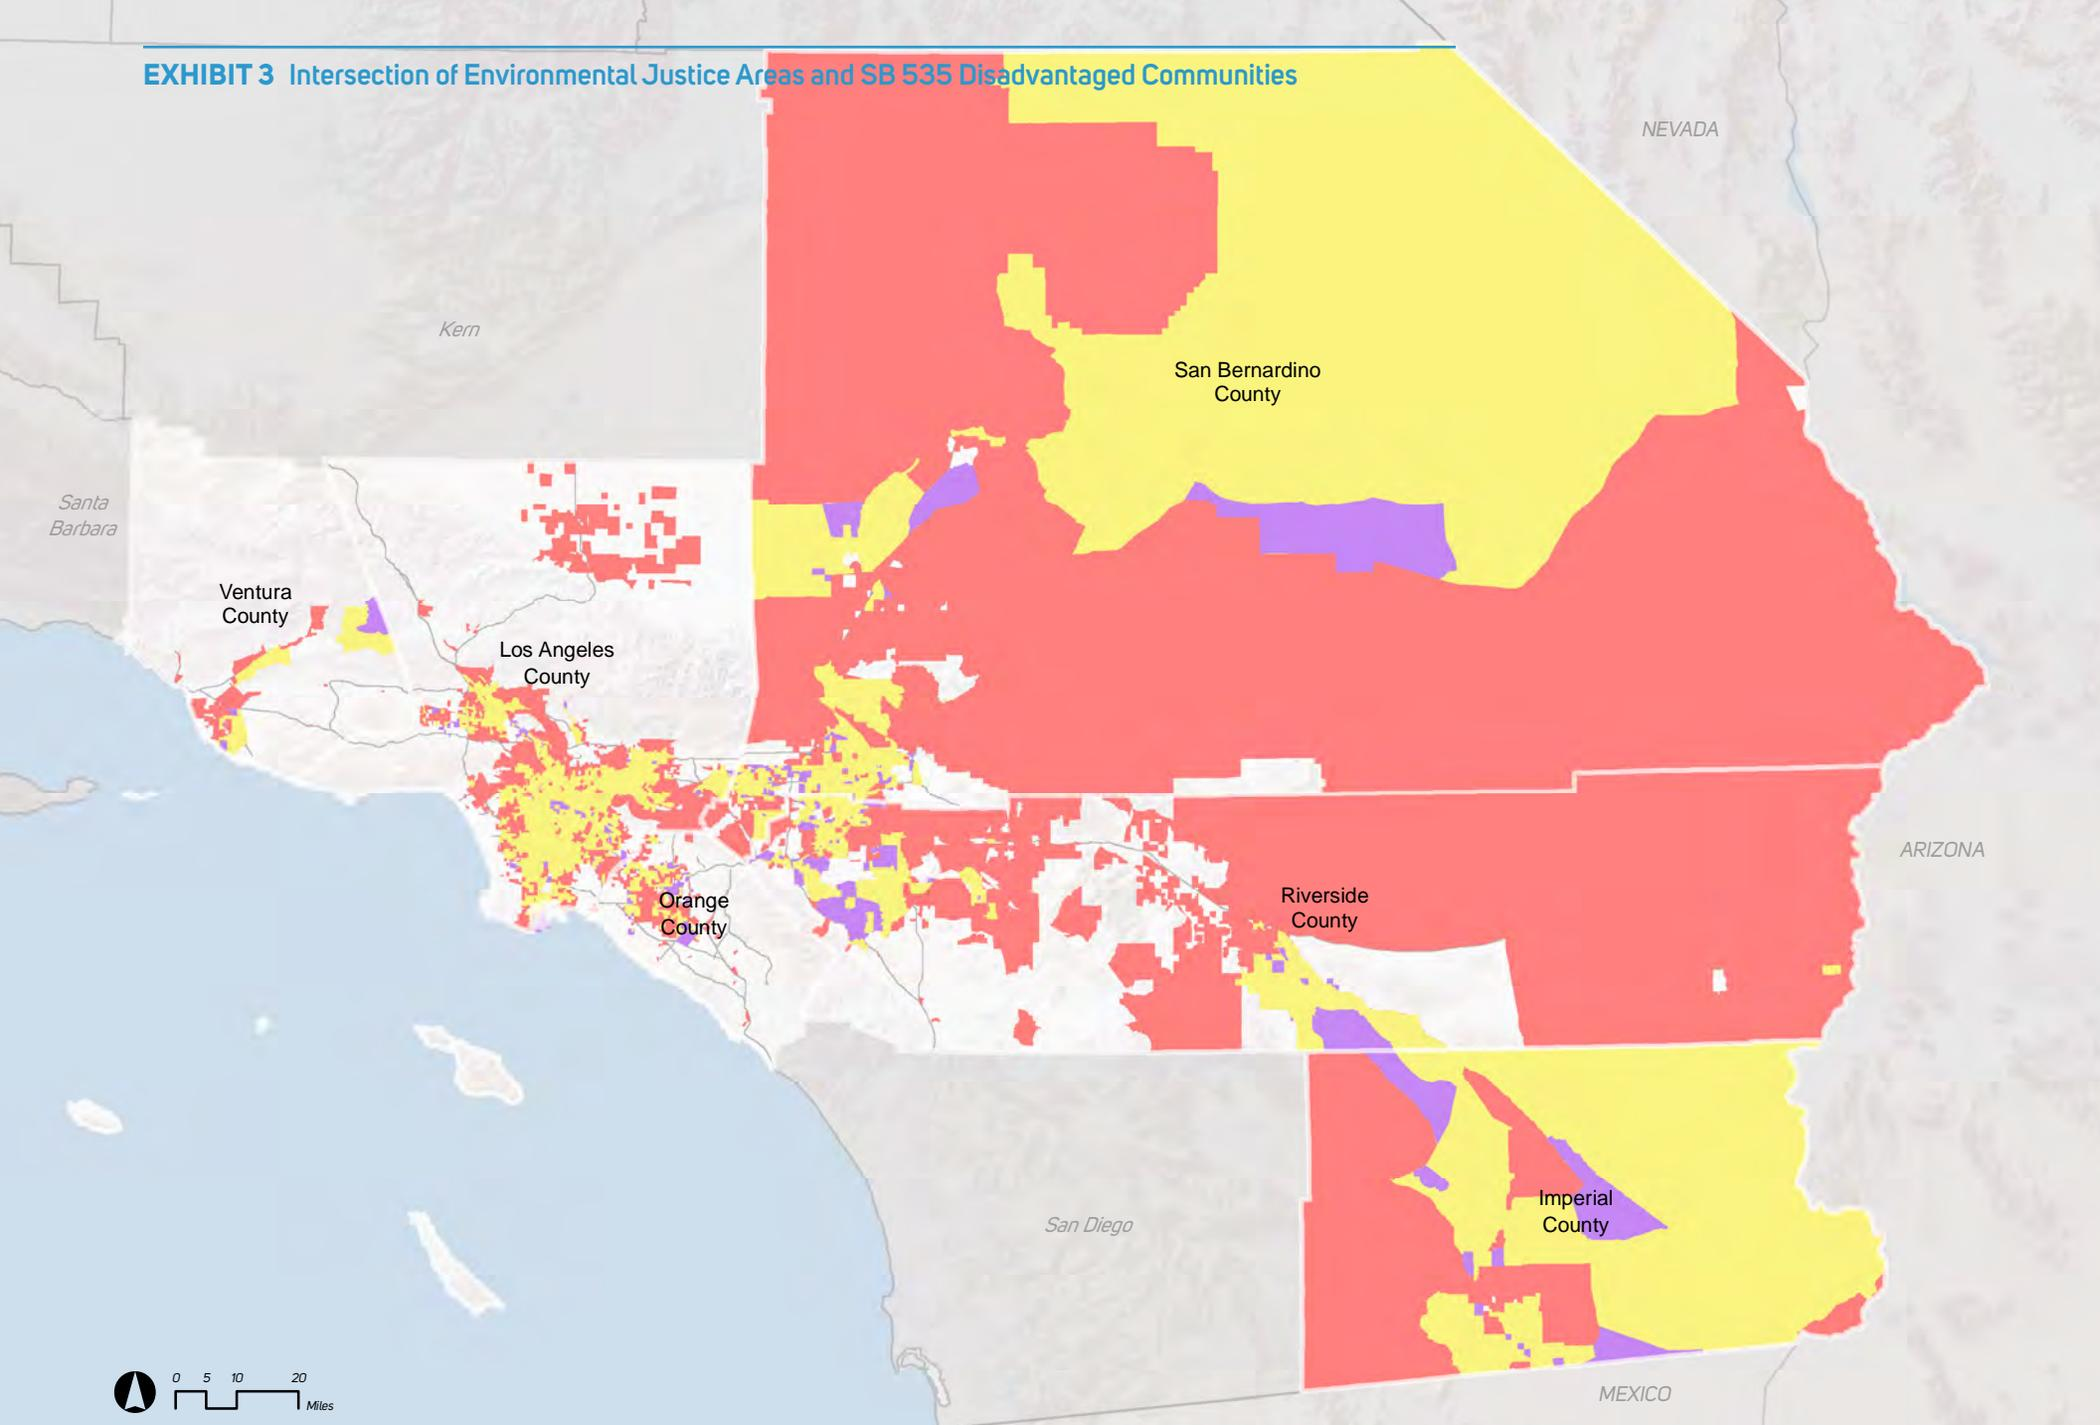 EXHIBIT 3 Intersection of Environmental Justice Areas and SB 535 Disadvantaged Communities
NEVADA
Kern
San Bernardino
County
Santa
Barbara
Ventura
County
Los Angeles
County
ARIZONA
Orange
County
Riverside
County
Imperial
County
San Diego
MEXICO
0 5 10 20
Miles